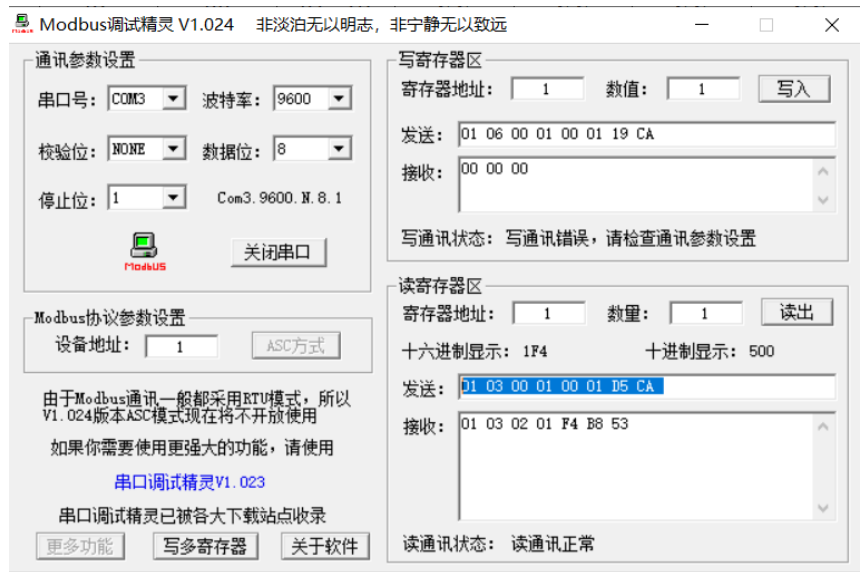 Modbus调试精灵 V1.024 非淡泊无以明志，非宁静无以致远
通讯参数设置
串口号： COM3 波特率： 9600
校验位： NONE 数据位： 8
停止位： 1 Com3.9600.N.8.1
ModbUS
关闭串口
Modbus协议参数设置
设备地址： 1 ASC方式
由于Modbus通讯一般都采用RTU模式，所以
V1.024版本ASC模式现在将不开放使用
如果你需要使用更强大的功能，请使用
串口调试精灵V1.023
串口调试精灵已被各大下载站点收录
更多功能 写多寄存器 关于软件
写寄存器区
寄存器地址： 1 数值： 1 写入
发送： 01 06 00 01 00 01 19 CA
接收： 00 00 00
写通讯状态： 写通讯错误，请检查通讯参数设置
读寄存器区
寄存器地址： 1 数量： 1 读出
十六进制显示： 1F4 十进制显示： 500
发送： 01 03 00 01 00 01 D5 CA
接收： 01 03 02 01 F4 B8 53
读通讯状态： 读通讯正常